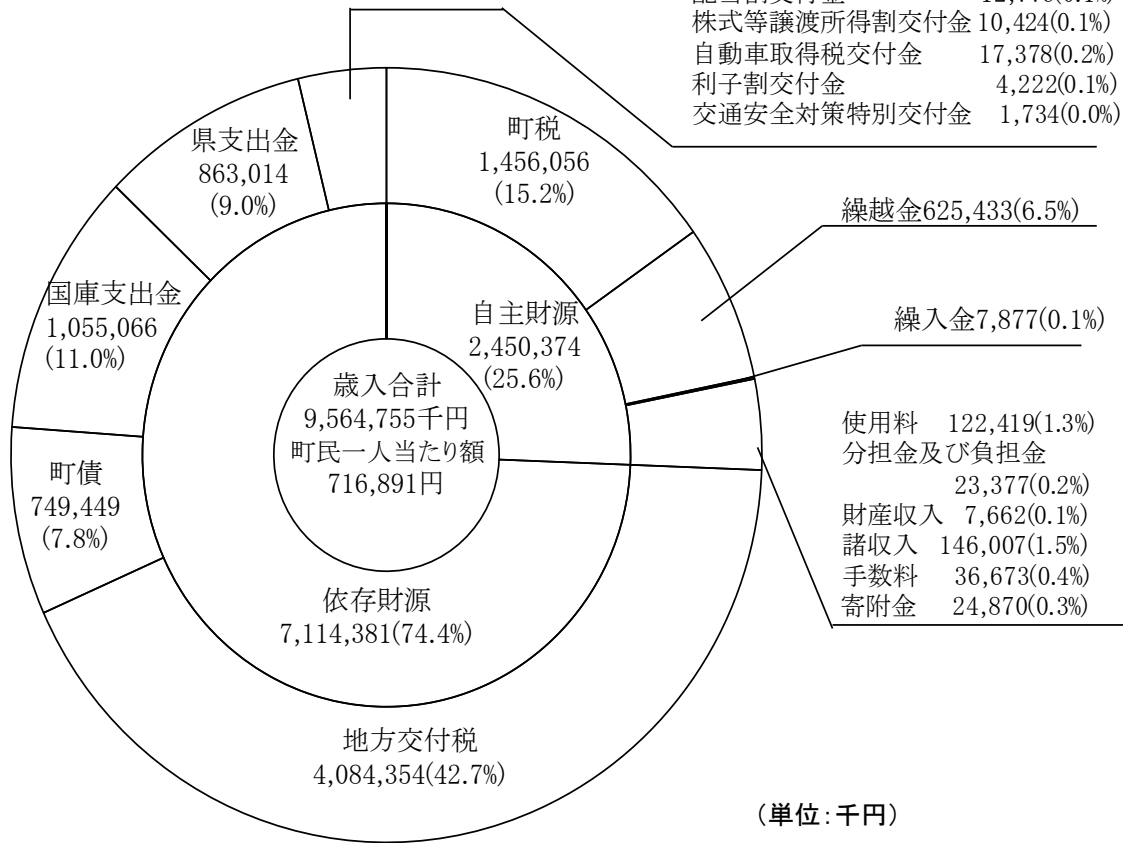 株式等譲渡所得割交付金 10,424(0.1%)
自動車取得税交付金 17,378(0.2%)
利子割交付金 4,222(0.1%)
交通安全対策特別交付金 1,734(0.0%)
町税
1,456,056
(15.2%)
繰越金625,433(6.5%)
繰入金7,877(0.1%)
使用料 122,419(1.3%)
分担金及び負担金
23,377(0.2%)
財産収入 7,662(0.1%)
諸収入 146,007(1.5%)
手数料 36,673(0.4%)
寄附金 24,870(0.3%)
県支出金
863,014
(9.0%)
国庫支出金
1,055,066
(11.0%)
町債
749,449
(7.8%)
自主財源
2,450,374
(25.6%)
歳入合計
9,564,755千円
町民一人当たり額
716,891円
依存財源
7,114,381(74.4%)
地方交付税
4,084,354(42.7%)
(単位:千円)